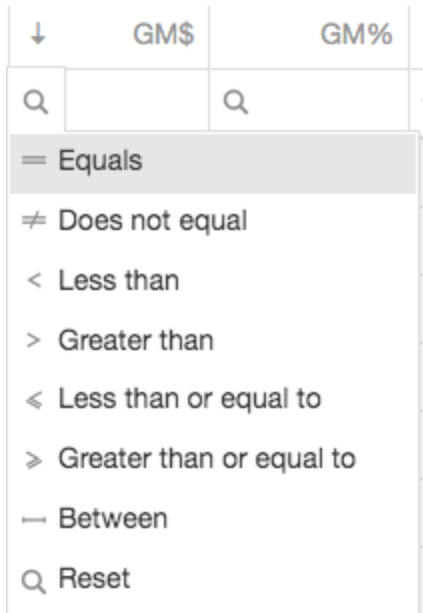 GM$ GM%
Equals
Does not equal
Less than
Greater than
Less than or equal to
Greater than or equal to
Between
Reset